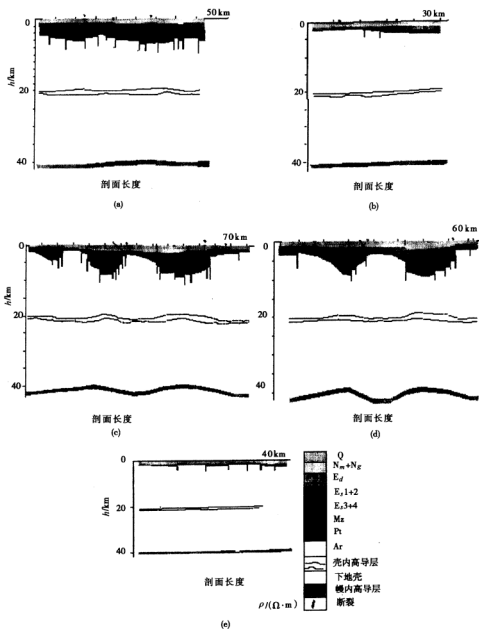 50 km
0
20
40
h/km
剖面长度
(a)
30 km
0
20
40
剖面长度
(b)
70 km
0
20
40
h/km
剖面长度
(c)
60 km
0
20
40
剖面长度
(d)
40 km
0
20
40
h/km
剖面长度
(e)
Q
Nm+Ng
Ed
Es1+2
Es3+4
Mz
Pt
Ar
壳内高导层
下地壳
幔内高导层
断裂
ρ/(Ω·m)